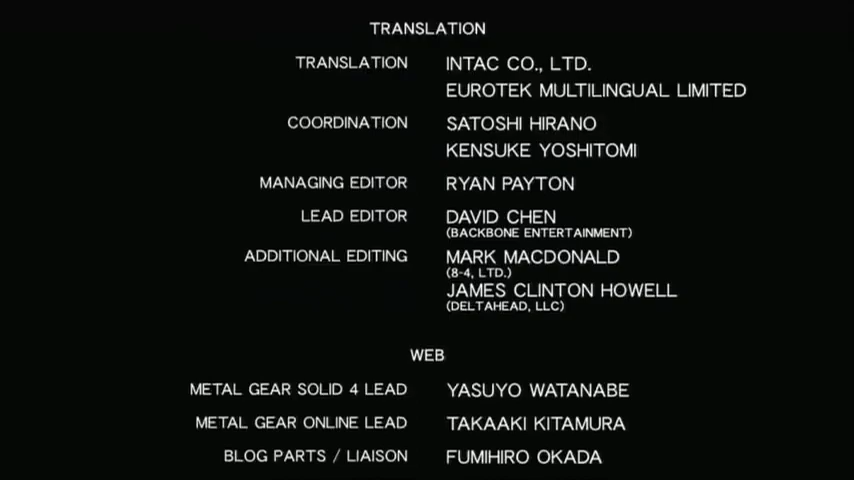 TRANSLATION
TRANSLATION INTAC CO., LTD.
EUROTEK MULTILINGUAL LIMITED
COORDINATION SATOSHI HIRANO
KENSUKE YOSHITOMI
MANAGING EDITOR RYAN PAYTON
LEAD EDITOR DAVID CHEN
(BACKBONE ENTERTAINMENT)
ADDITIONAL EDITING MARK MACDONALD
(8-4, LTD.)
JAMES CLINTON HOWELL
(DELTAHEAD, LLC)
WEB
METAL GEAR SOLID 4 LEAD YASUYO WATANABE
METAL GEAR ONLINE LEAD TAKAAKI KITAMURA
BLOG PARTS / LIAISON FUMIHIRO OKADA